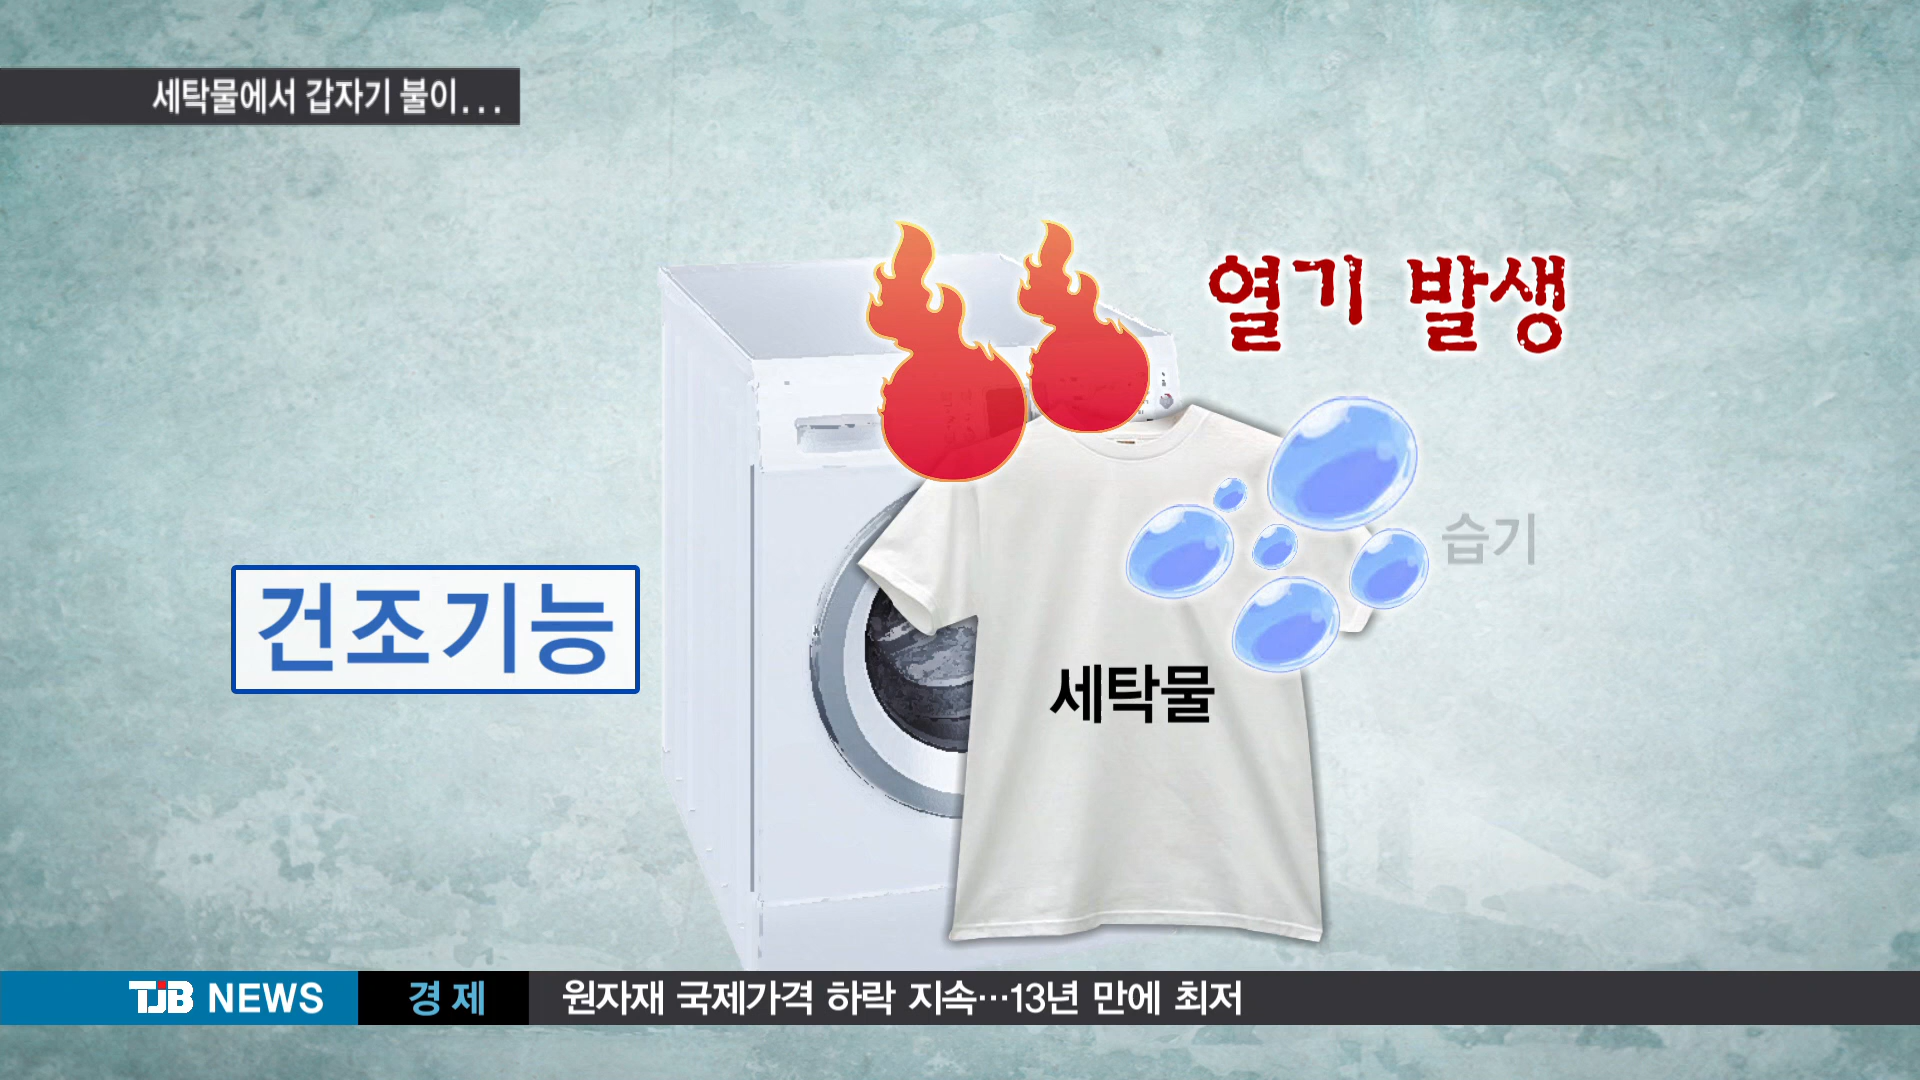 세탁물에서 갑자기 불이...
열기 발생
습기
건조기능
세탁물
TJB NEWS 경제 원자재 국제가격 하락 지속…13년 만에 최저